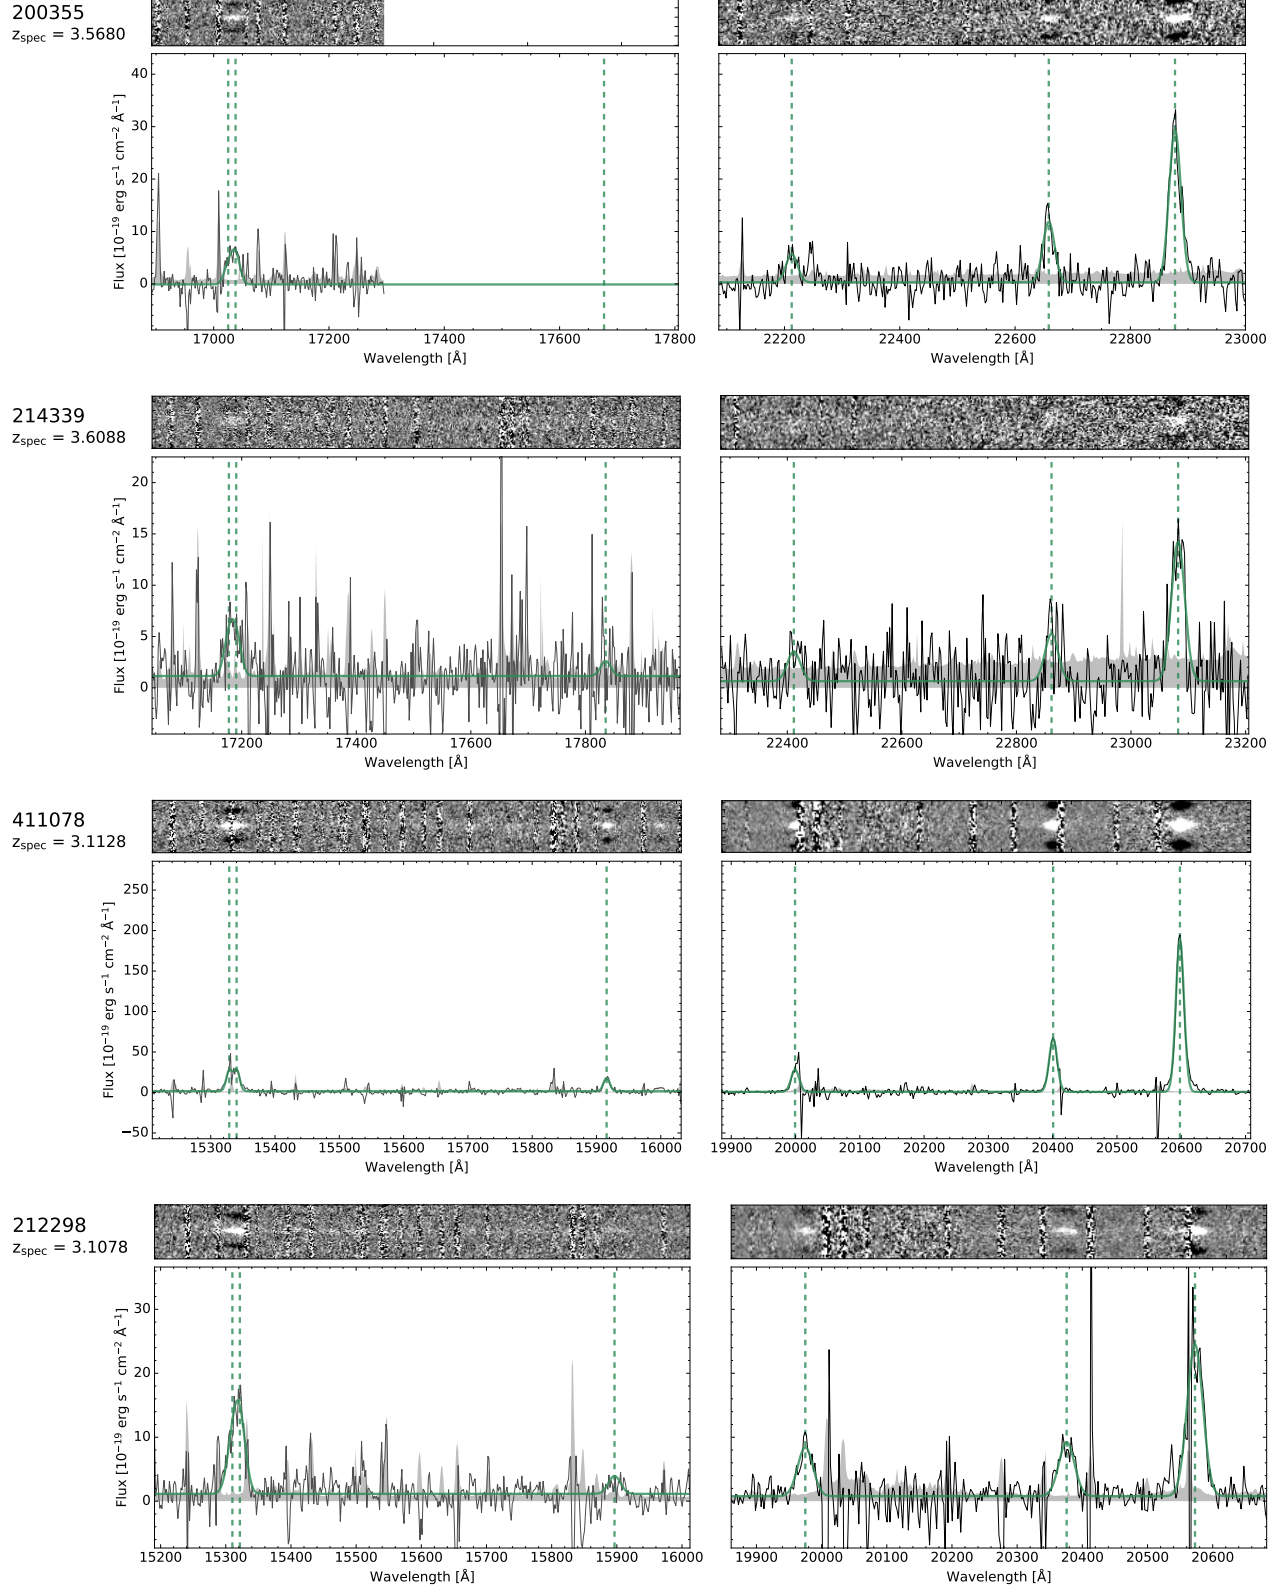 200355
z_spec = 3.5680
40
30
20
10
0
Flux [10⁻¹⁹ erg s⁻¹ cm⁻² Å⁻¹]
17000 17200 17400 17600 17800
Wavelength [Å]
22200 22400 22600 22800 23000
Wavelength [Å]
214339
z_spec = 3.6088
20
15
10
5
0
Flux [10⁻¹⁹ erg s⁻¹ cm⁻² Å⁻¹]
17200 17400 17600 17800
Wavelength [Å]
22400 22600 22800 23000 23200
Wavelength [Å]
411078
z_spec = 3.1128
250
200
150
100
50
0
−50
Flux [10⁻¹⁹ erg s⁻¹ cm⁻² Å⁻¹]
15300 15400 15500 15600 15700 15800 15900 16000
Wavelength [Å]
19900 20000 20100 20200 20300 20400 20500 20600 20700
Wavelength [Å]
212298
z_spec = 3.1078
30
20
10
0
Flux [10⁻¹⁹ erg s⁻¹ cm⁻² Å⁻¹]
15200 15300 15400 15500 15600 15700 15800 15900 16000
Wavelength [Å]
19900 20000 20100 20200 20300 20400 20500 20600
Wavelength [Å]